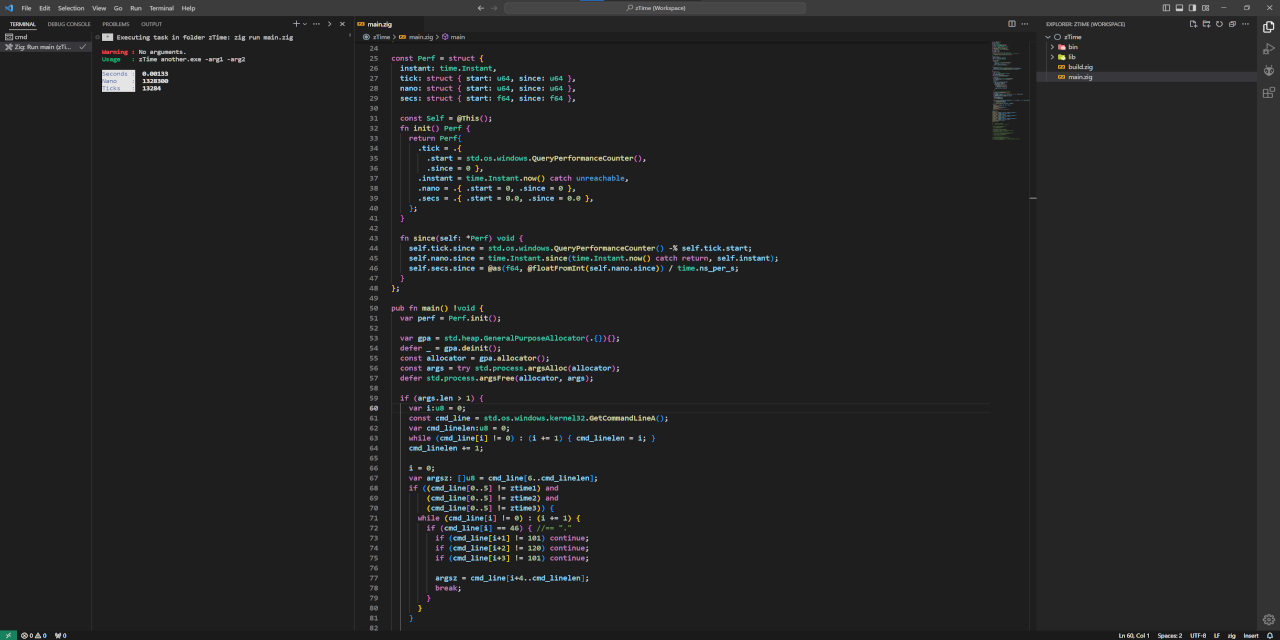 File Edit Selection View Go Run Terminal Help
zTime (Workspace)
TERMINAL DEBUG CONSOLE PROBLEMS OUTPUT
cmd
Zig: Run main (zTi...
Executing task in folder zTime: zig run main.zig
Warning : No arguments.
Usage : zTime another.exe -arg1 -arg2
Seconds : 0.00133
Nano : 1328300
Ticks : 13284
main.zig
zTime > main.zig > main
24
25 const Perf = struct {
26 instant: time.Instant,
27 tick: struct { start: u64, since: u64 },
28 nano: struct { start: u64, since: u64 },
29 secs: struct { start: f64, since: f64 },
30
31 const Self = @This();
32 fn init() Perf {
33 return Perf{
34 .tick = .{
35 .start = std.os.windows.QueryPerformanceCounter(),
36 .since = 0 },
37 .instant = time.Instant.now() catch unreachable,
38 .nano = .{ .start = 0, .since = 0 },
39 .secs = .{ .start = 0.0, .since = 0.0 },
40 };
41 }
42
43 fn since(self: *Perf) void {
44 self.tick.since = std.os.windows.QueryPerformanceCounter() -% self.tick.start;
45 self.nano.since = time.Instant.since(time.Instant.now() catch return, self.instant);
46 self.secs.since = @as(f64, @floatFromInt(self.nano.since)) / time.ns_per_s;
47 }
48 };
49
50 pub fn main() !void {
51 var perf = Perf.init();
52
53 var gpa = std.heap.GeneralPurposeAllocator(.{}){};
54 defer _ = gpa.deinit();
55 const allocator = gpa.allocator();
56 const args = try std.process.argsAlloc(allocator);
57 defer std.process.argsFree(allocator, args);
58
59 if (args.len > 1) {
60 var i:u8 = 0;
61 const cmd_line = std.os.windows.kernel32.GetCommandLineA();
62 var cmd_linelen:u8 = 0;
63 while (cmd_line[i] != 0) : (i += 1) { cmd_linelen = i; }
64 cmd_linelen += 1;
65
66 i = 0;
67 var argsz: []u8 = cmd_line[6..cmd_linelen];
68 if ((cmd_line[0..5] != ztime1) and
69 (cmd_line[0..5] != ztime2) and
70 (cmd_line[0..5] != ztime3)) {
71 while (cmd_line[i] != 0) : (i += 1) {
72 if (cmd_line[i] == 46) { //== "."
73 if (cmd_line[i+1] != 101) continue;
74 if (cmd_line[i+2] != 120) continue;
75 if (cmd_line[i+3] != 101) continue;
76
77 argsz = cmd_line[i+4..cmd_linelen];
78 break;
79 }
80 }
81 }
82
EXPLORER: ZTIME (WORKSPACE)
zTime
bin
lib
build.zig
main.zig
0 0 0
Ln 60, Col 1 Spaces: 2 UTF-8 LF zig Insert